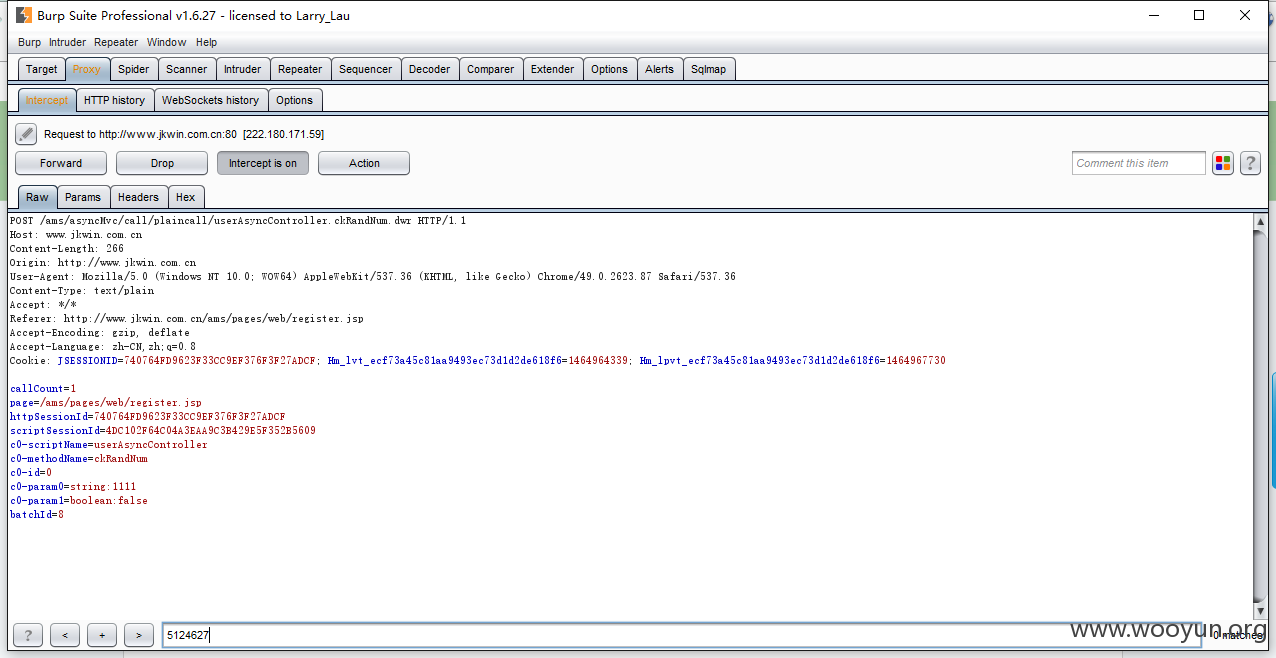 Burp Suite Professional v1.6.27 - licensed to Larry_Lau
Burp Intruder Repeater Window Help
Target Proxy Spider Scanner Intruder Repeater Sequencer Decoder Comparer Extender Options Alerts Sqlmap
Intercept HTTP history WebSockets history Options
Request to http://www.jkwin.com.cn:80 [222.180.171.59]
Forward Drop Intercept is on Action Comment this item ?
Raw Params Headers Hex
POST /ams/asyncMvc/call/plaincall/userAsyncController.ckRandNum.dwr HTTP/1.1
Host: www.jkwin.com.cn
Content-Length: 266
Origin: http://www.jkwin.com.cn
User-Agent: Mozilla/5.0 (Windows NT 10.0; WOW64) AppleWebKit/537.36 (KHTML, like Gecko) Chrome/49.0.2623.87 Safari/537.36
Content-Type: text/plain
Accept: */*
Referer: http://www.jkwin.com.cn/ams/pages/web/register.jsp
Accept-Encoding: gzip, deflate
Accept-Language: zh-CN,zh;q=0.8
Cookie: JSESSIONID=740764FD9623F33CC9EF376F3F27ADCF; Hm_lvt_ecf73a45c81aa9493ec73d1d2de618f6=1464964339; Hm_lpvt_ecf73a45c81aa9493ec73d1d2de618f6=1464967730
callCount=1
page=/ams/pages/web/register.jsp
httpSessionId=740764FD9623F33CC9EF376F3F27ADCF
scriptSessionId=4DC102F64C04A3EAA9C3B429E5F352B5609
c0-scriptName=userAsyncController
c0-methodName=ckRandNum
c0-id=0
c0-param0=string:1111
c0-param1=boolean:false
batchId=8
? < + > 5124627 0 matches
www.wooyun.org